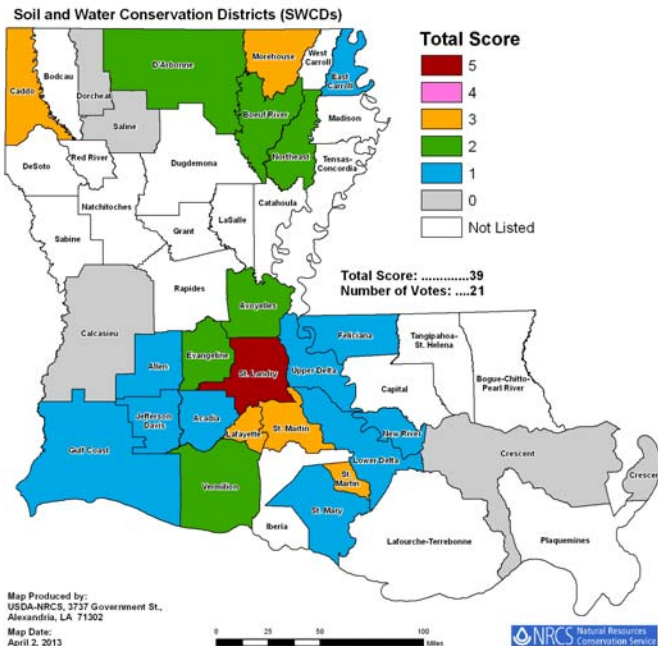 Soil and Water Conservation Districts (SWCDs)
Total Score
5
4
3
2
1
0
Not Listed
Total Score: .............39
Number of Votes: ....21
Caddo
Bodcau
Dorcheat
D'Arbonne
Morehouse
West
Carroll
East
Carroll
Saline
Boeuf River
Madison
DeSoto
Red River
Dugdemona
Northeast
Tensas-
Concordia
Natchitoches
Sabine
Grant
LaSalle
Catahoula
Rapides
Avoyelles
Calcasieu
Allen
Evangeline
St. Landry
Upper Delta
Feliciana
Tangipahoa-
St. Helena
Capital
Bogue-Chitto-
Pearl River
Jefferson
Davis
Acadia
Lafayette
St. Martin
New River
Gulf Coast
Vermilion
St.
Martin
Lower Delta
Crescent
Crescent
Iberia
St. Mary
Lafourche-Terrebonne
Plaquemines
Map Produced by:
USDA-NRCS, 3737 Government St.,
Alexandria, LA 71302
Map Date:
April 2, 2013
0 25 50 100
Miles
NRCS Natural Resources
Conservation Service